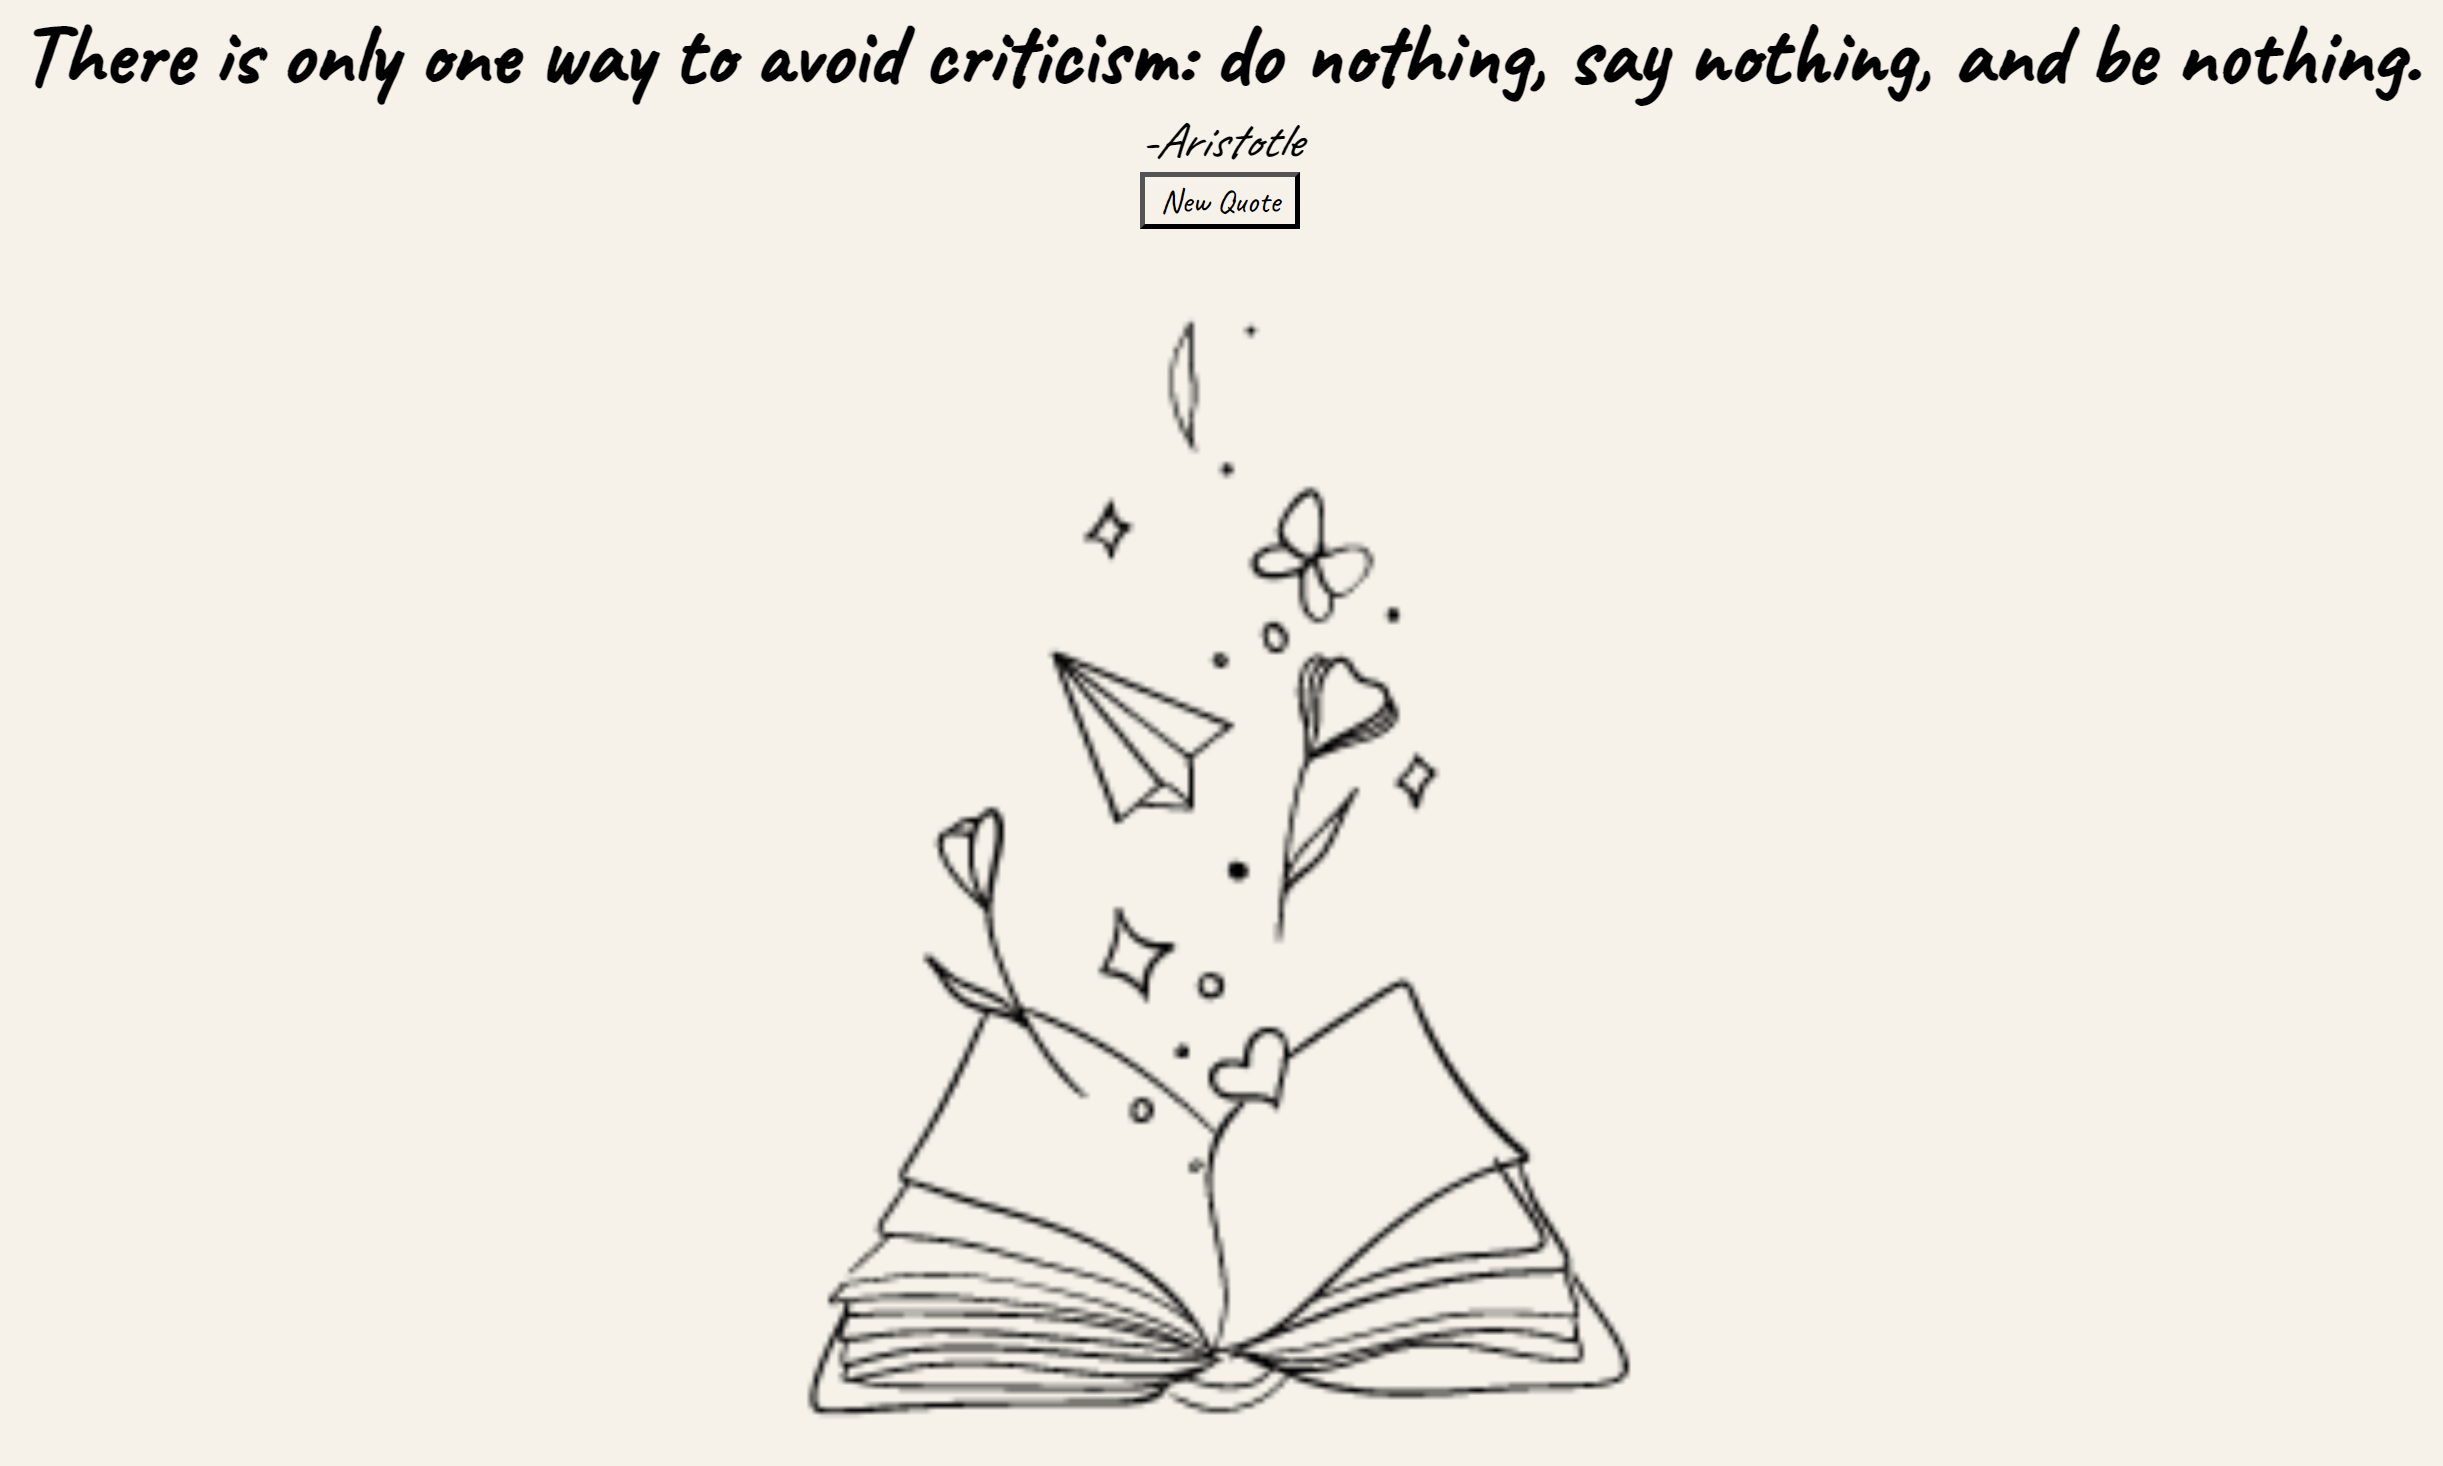 There is only one way to avoid criticism: do nothing, say nothing, and be nothing.
-Aristotle
New Quote